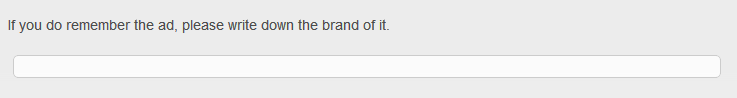 If you do remember the ad, please write down the brand of it.